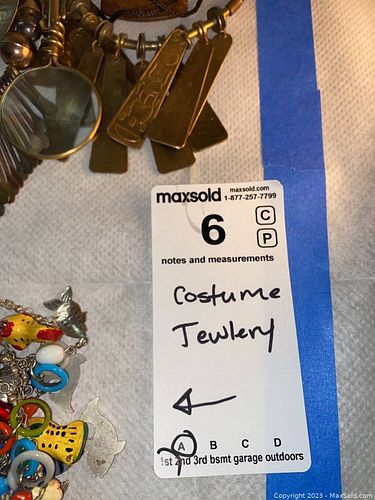 maxsold maxsold.com
1-877-257-7799
6 C
P
notes and measurements
Costume
Jewlery
A B C D
1st 2nd 3rd bsmt garage outdoors
Copyright 2023 - MaxSold.com